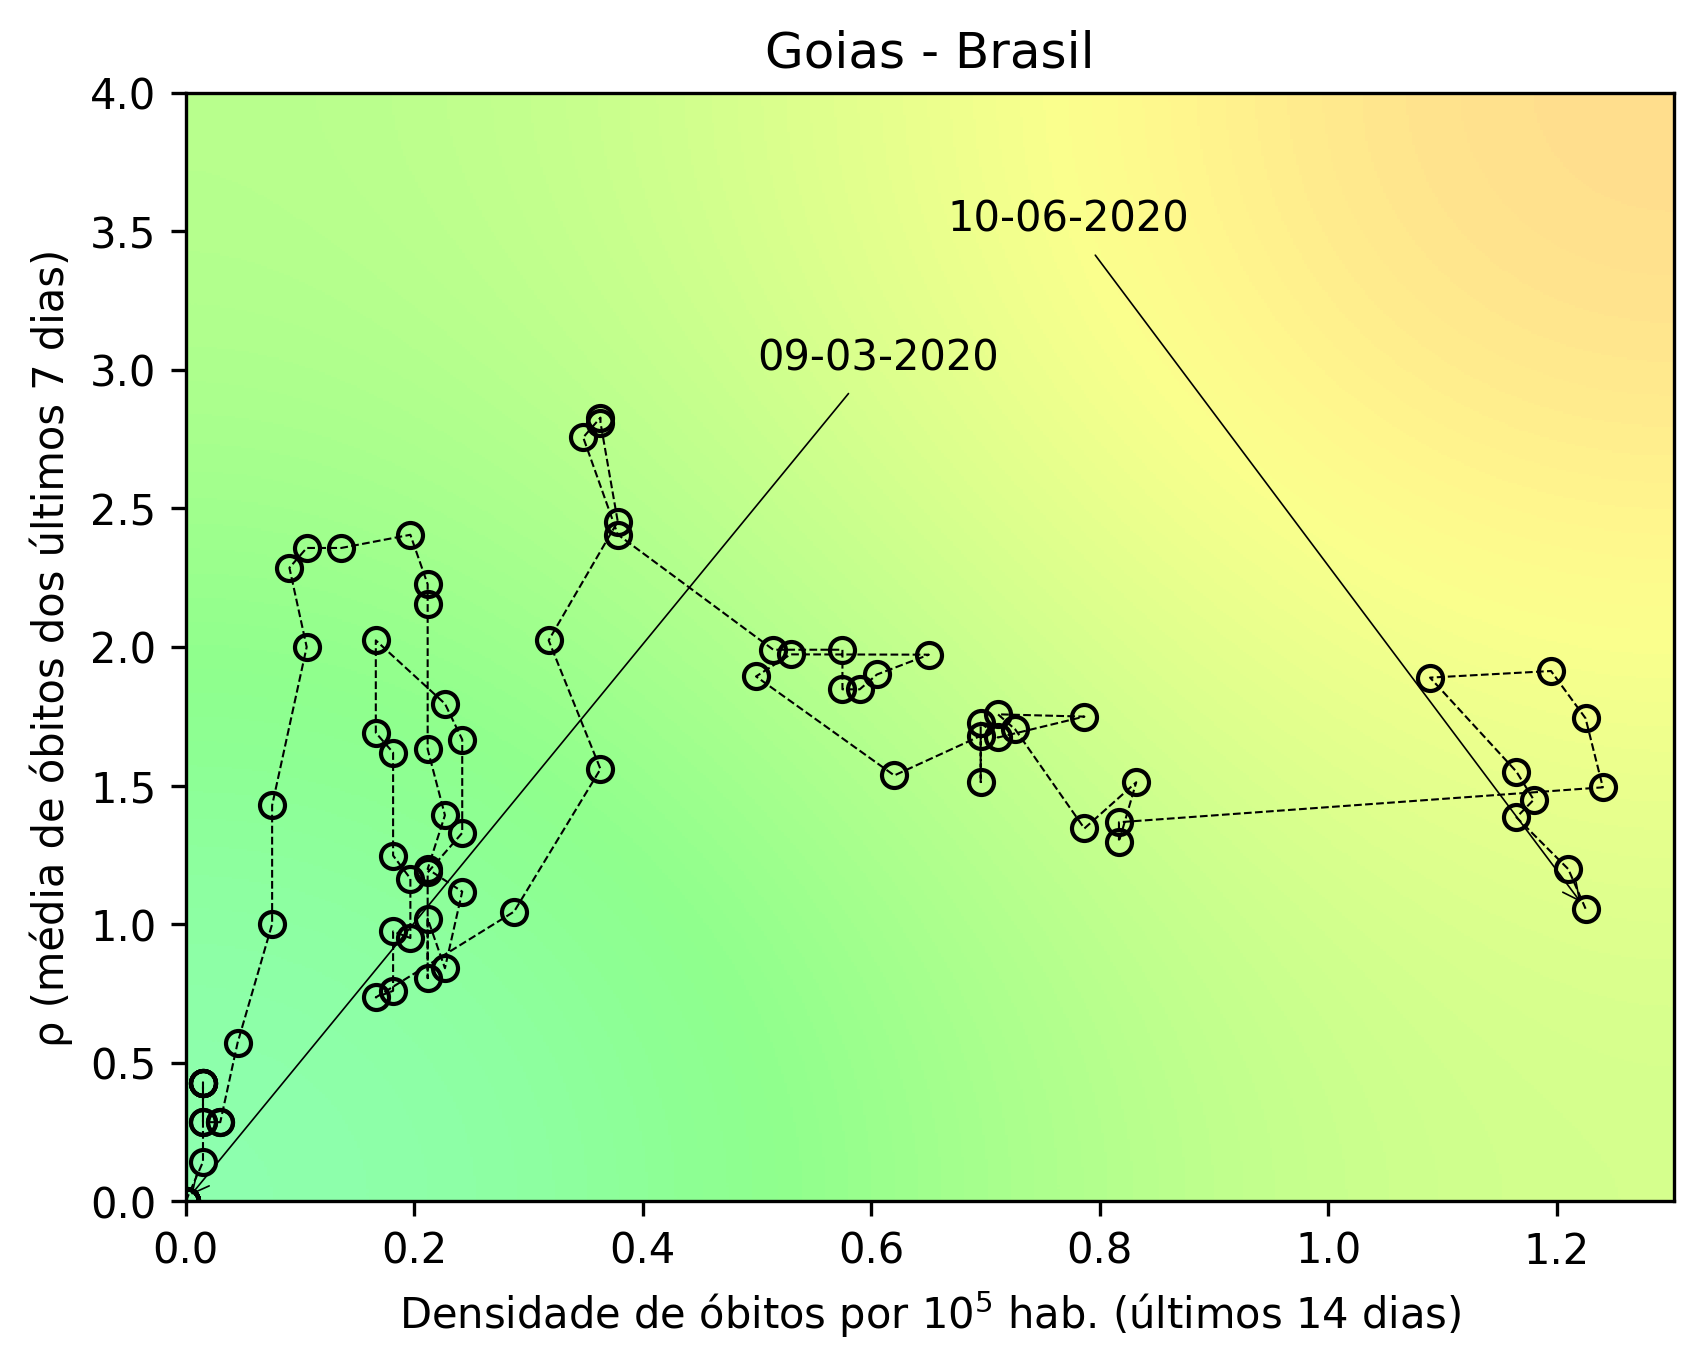 Goias - Brasil
4.0
3.5
3.0
2.5
2.0
1.5
1.0
0.5
0.0
ρ (média de óbitos dos últimos 7 dias)
10-06-2020
09-03-2020
0.0 0.2 0.4 0.6 0.8 1.0 1.2
Densidade de óbitos por 10⁵ hab. (últimos 14 dias)